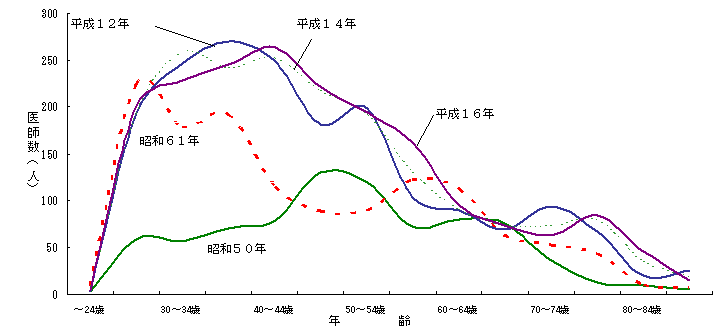 300
250
200
150
100
50
0
医師数(人)
平成12年
平成14年
平成16年
昭和61年
昭和50年
～24歳
30～34歳
40～44歳
50～54歳
60～64歳
70～74歳
80～84歳
年 齢